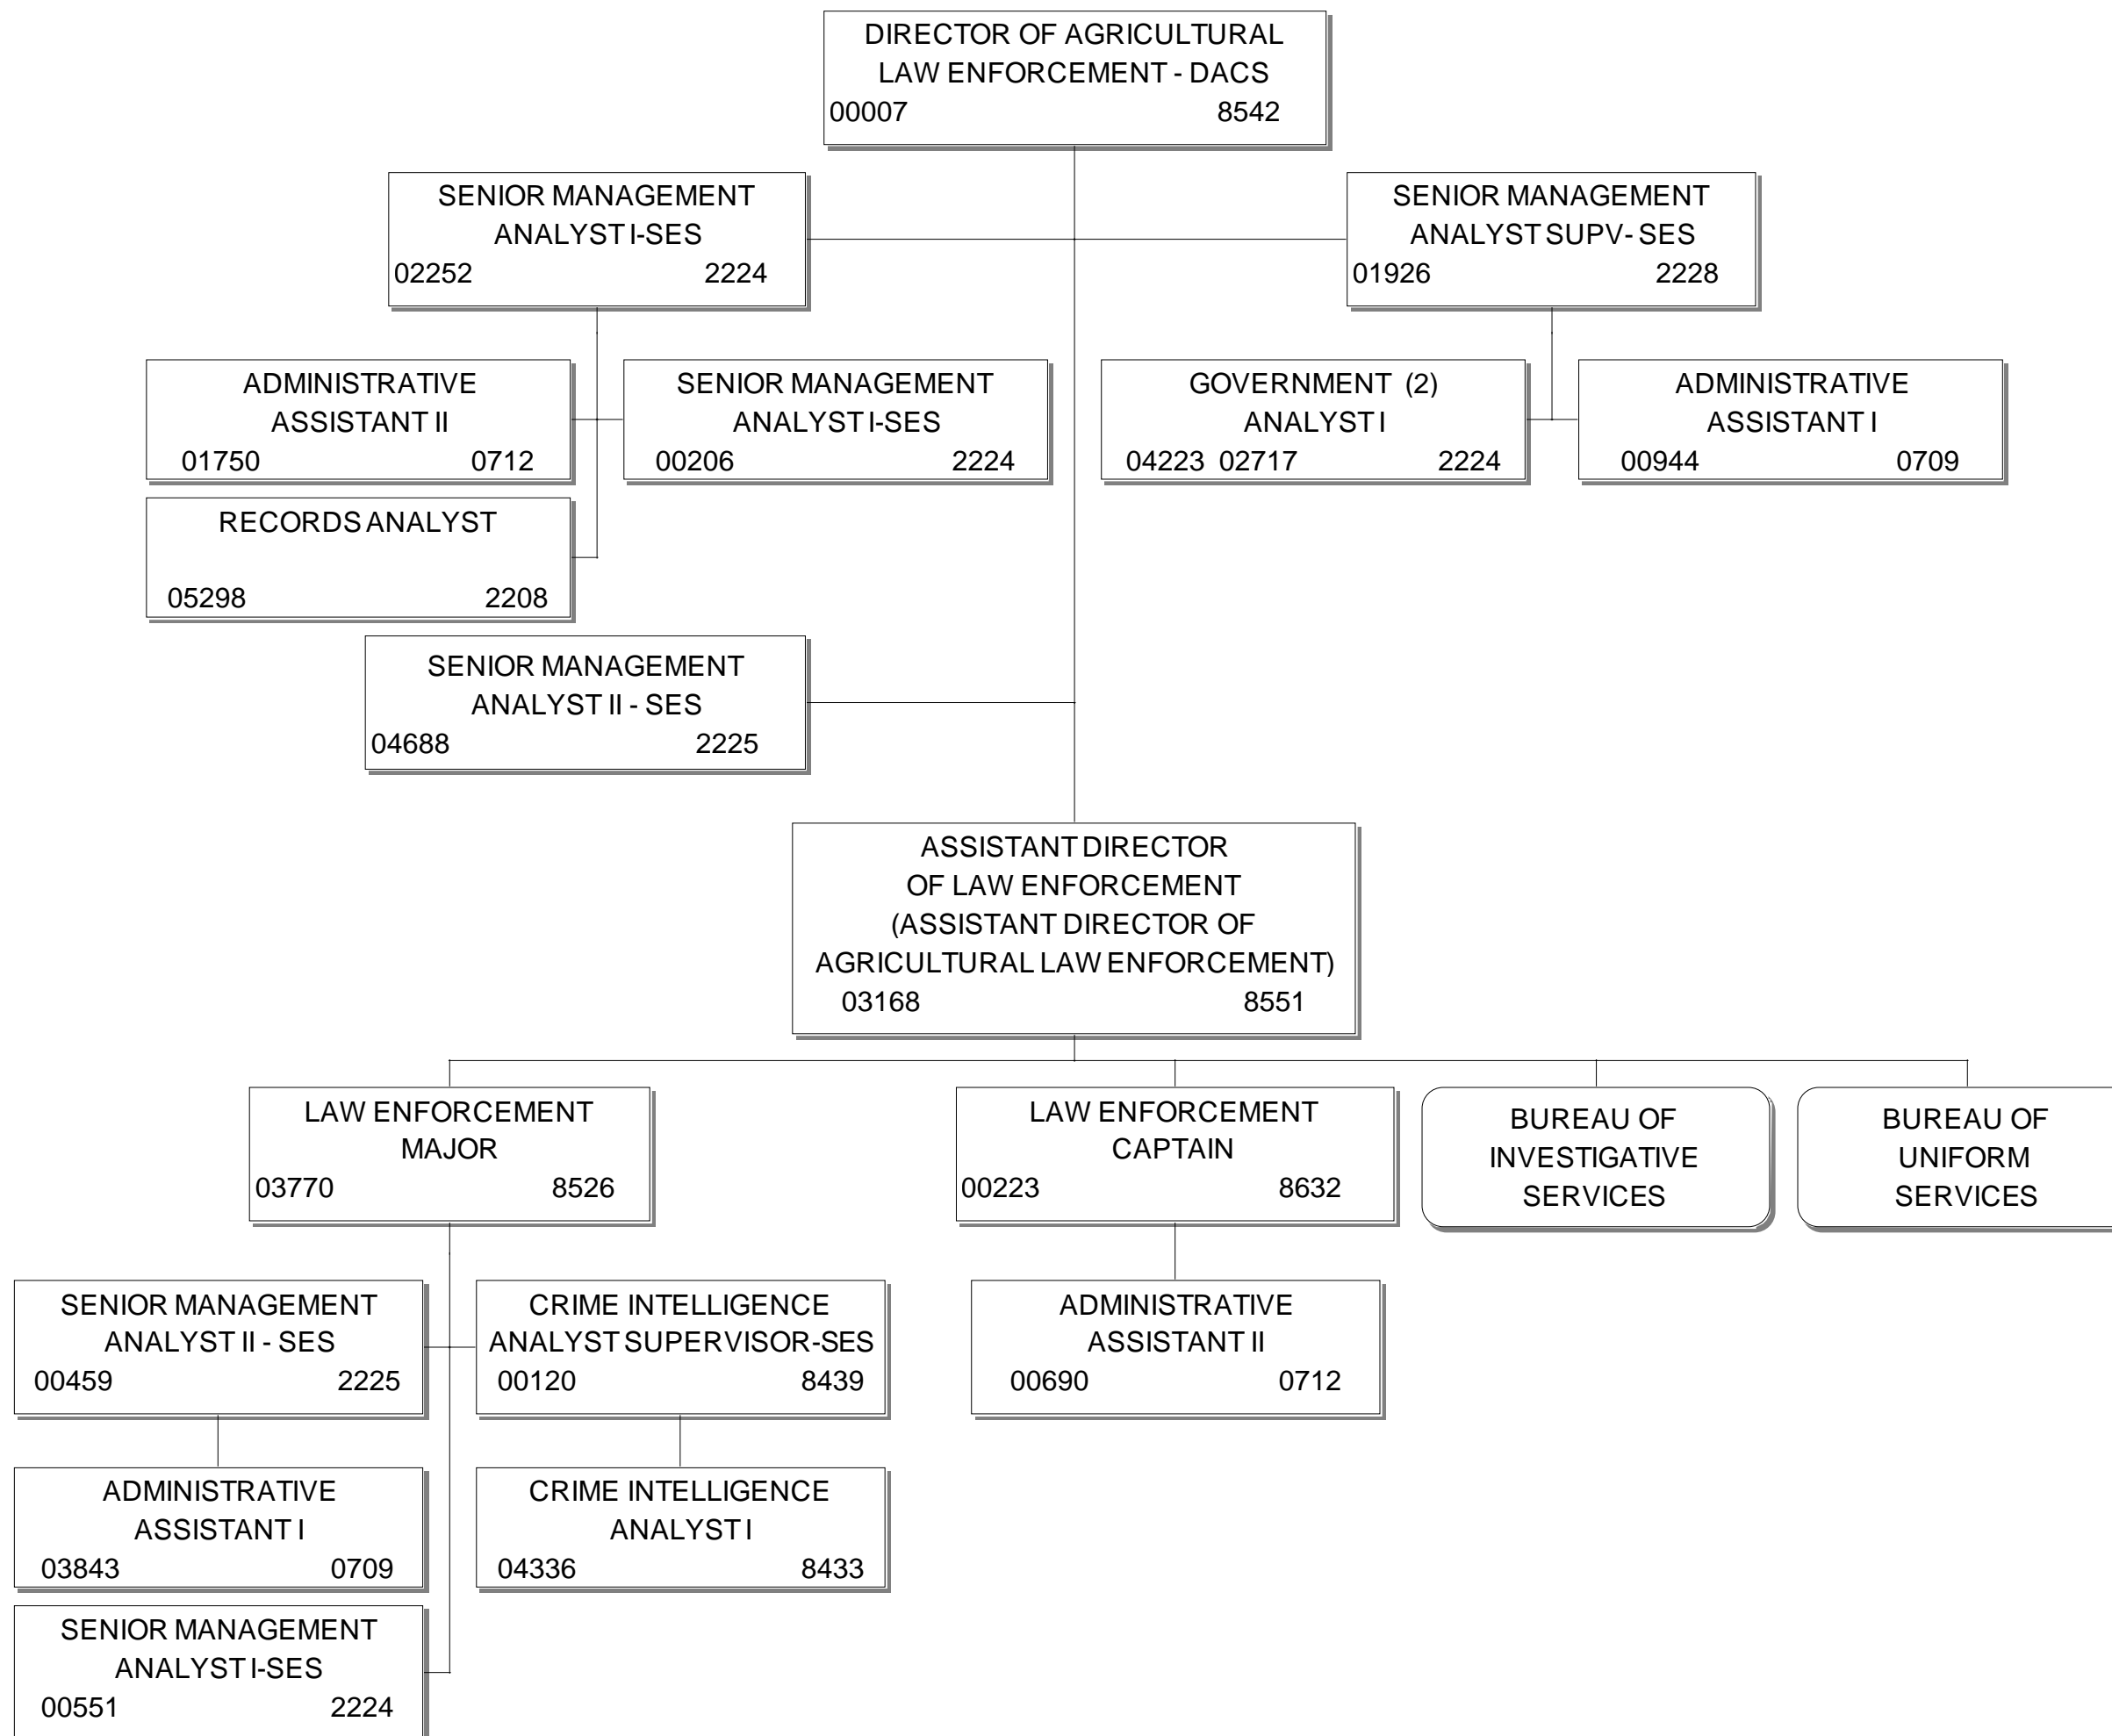 DIRECTOR OF AGRICULTURAL
LAW ENFORCEMENT - DACS
00007 8542
SENIOR MANAGEMENT
ANALYST I-SES
02252 2224
SENIOR MANAGEMENT
ANALYST SUPV- SES
01926 2228
ADMINISTRATIVE
ASSISTANT II
01750 0712
SENIOR MANAGEMENT
ANALYST I-SES
00206 2224
GOVERNMENT (2)
ANALYST I
04223 02717 2224
ADMINISTRATIVE
ASSISTANT I
00944 0709
RECORDS ANALYST
05298 2208
SENIOR MANAGEMENT
ANALYST II - SES
04688 2225
ASSISTANT DIRECTOR
OF LAW ENFORCEMENT
(ASSISTANT DIRECTOR OF
AGRICULTURAL LAW ENFORCEMENT)
03168 8551
LAW ENFORCEMENT
MAJOR
03770 8526
LAW ENFORCEMENT
CAPTAIN
00223 8632
BUREAU OF
INVESTIGATIVE
SERVICES
BUREAU OF
UNIFORM
SERVICES
SENIOR MANAGEMENT
ANALYST II - SES
00459 2225
CRIME INTELLIGENCE
ANALYST SUPERVISOR-SES
00120 8439
ADMINISTRATIVE
ASSISTANT II
00690 0712
ADMINISTRATIVE
ASSISTANT I
03843 0709
CRIME INTELLIGENCE
ANALYST I
04336 8433
SENIOR MANAGEMENT
ANALYST I-SES
00551 2224